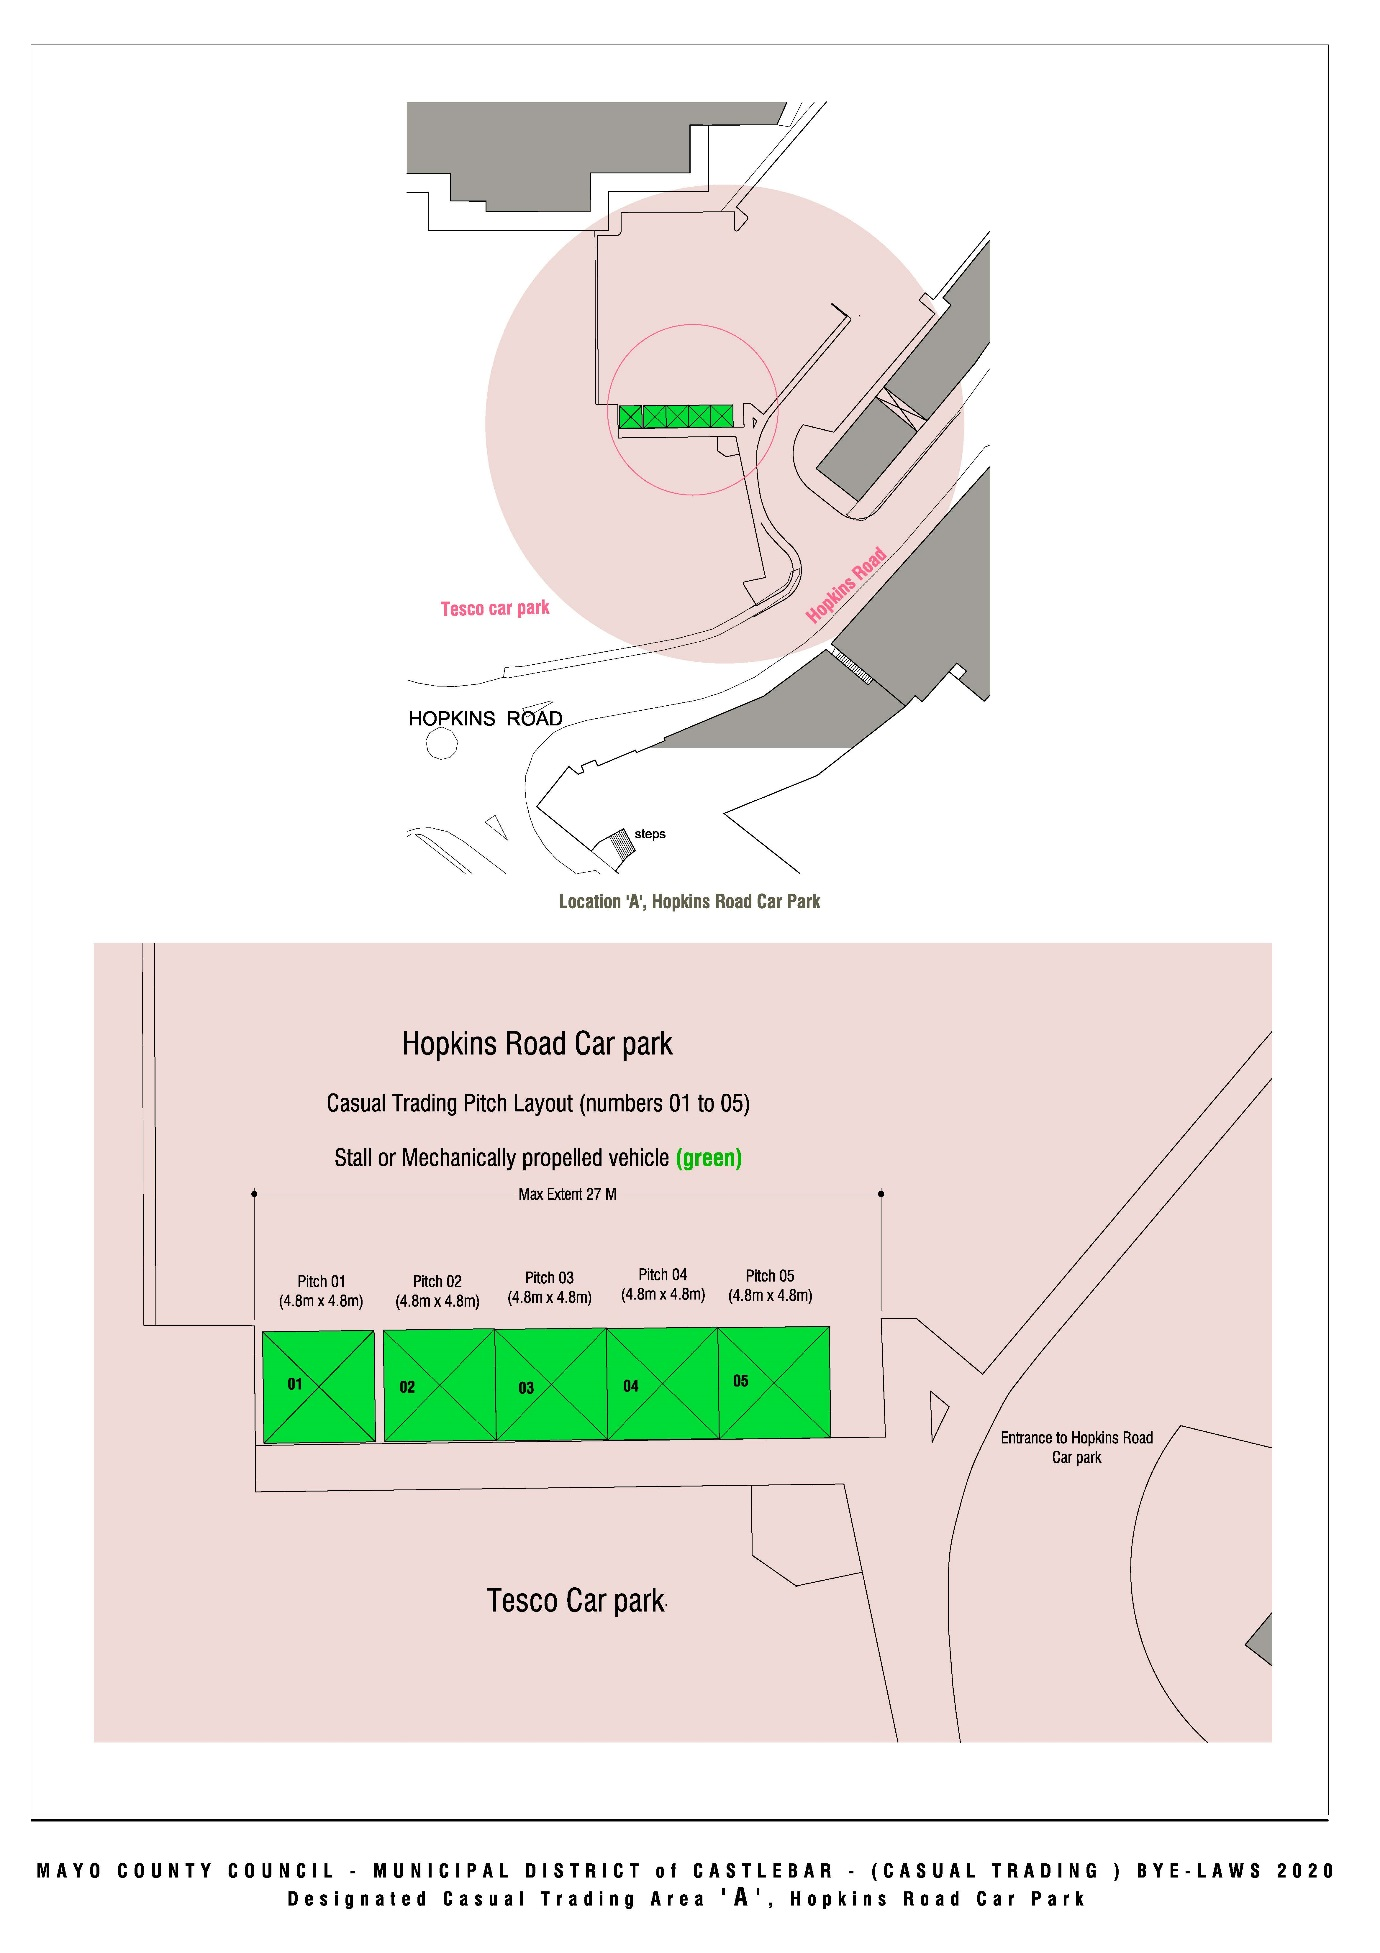 Tesco car park
Hopkins Road
HOPKINS ROAD
steps
Location 'A', Hopkins Road Car Park
Hopkins Road Car park
Casual Trading Pitch Layout (numbers 01 to 05)
Stall or Mechanically propelled vehicle (green)
Max Extent 27 M
Pitch 01
(4.8m x 4.8m)
Pitch 02
(4.8m x 4.8m)
Pitch 03
(4.8m x 4.8m)
Pitch 04
(4.8m x 4.8m)
Pitch 05
(4.8m x 4.8m)
01
02
03
04
05
Entrance to Hopkins Road
Car park
Tesco Car park
MAYO COUNTY COUNCIL - MUNICIPAL DISTRICT of CASTLEBAR - (CASUAL TRADING ) BYE-LAWS 2020
Designated Casual Trading Area 'A', Hopkins Road Car Park